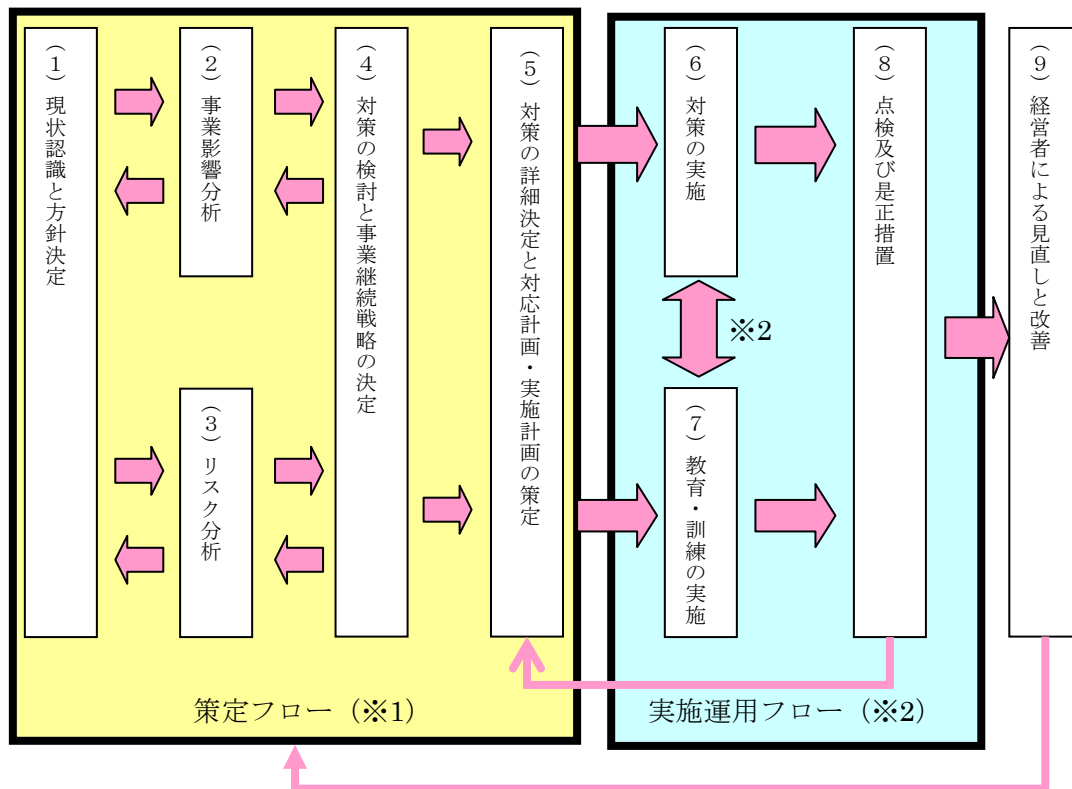 （１）現状認識と方針決定
（２）事業影響分析
（３）リスク分析
（４）対策の検討と事業継続戦略の決定
（５）対策の詳細決定と対応計画・実施計画の策定
（６）対策の実施
※2
（７）教育・訓練の実施
（８）点検及び是正措置
（９）経営者による見直しと改善
策定フロー（※1）
実施運用フロー（※2）